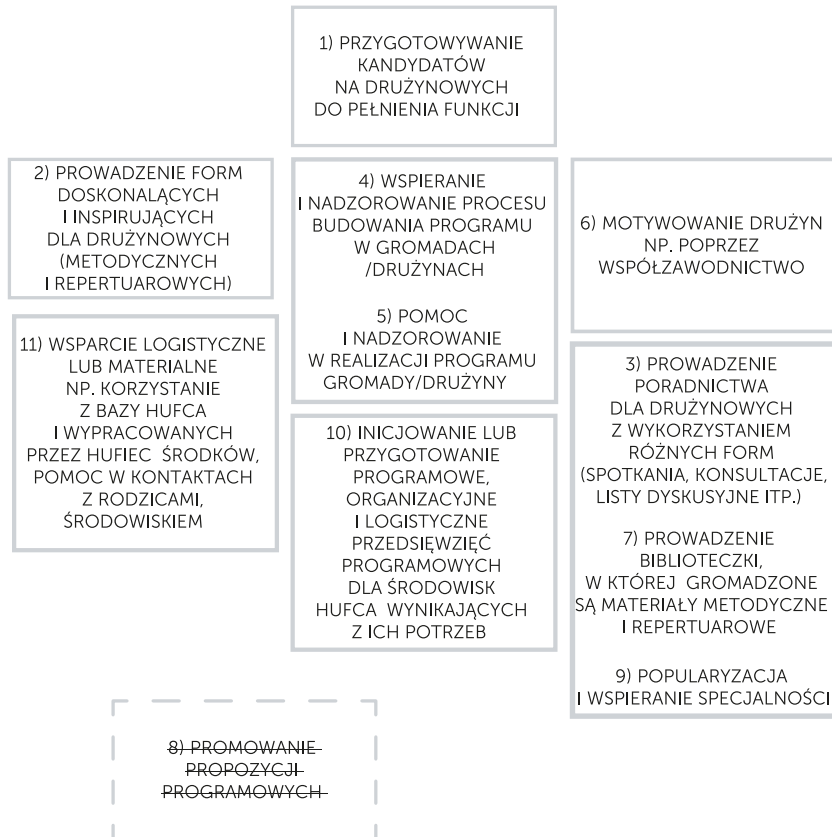 1) PRZYGOTOWYWANIE
KANDYDATÓW
NA DRUŻYNOWYCH
DO PEŁNIENIA FUNKCJI
2) PROWADZENIE FORM
DOSKONALĄCYCH
I INSPIRUJĄCYCH
DLA DRUŻYNOWYCH
(METODYCZNYCH
I REPERTUAROWYCH)
4) WSPIERANIE
I NADZOROWANIE PROCESU
BUDOWANIA PROGRAMU
W GROMADACH
/DRUŻYNACH
5) POMOC
I NADZOROWANIE
W REALIZACJI PROGRAMU
GROMADY/DRUŻYNY
6) MOTYWOWANIE DRUŻYN
NP. POPRZEZ
WSPÓŁZAWODNICTWO
11) WSPARCIE LOGISTYCZNE
LUB MATERIALNE
NP. KORZYSTANIE
Z BAZY HUFCA
I WYPRACOWANYCH
PRZEZ HUFIEC ŚRODKÓW,
POMOC W KONTAKTACH
Z RODZICAMI,
ŚRODOWISKIEM
10) INICJOWANIE LUB
PRZYGOTOWANIE
PROGRAMOWE,
ORGANIZACYJNE
I LOGISTYCZNE
PRZEDSIĘWZIĘĆ
PROGRAMOWYCH
DLA ŚRODOWISK
HUFCA WYNIKAJĄCYCH
Z ICH POTRZEB
3) PROWADZENIE
PORADNICTWA
DLA DRUŻYNOWYCH
Z WYKORZYSTANIEM
RÓŻNYCH FORM
(SPOTKANIA, KONSULTACJE,
LISTY DYSKUSYJNE ITP.)
7) PROWADZENIE
BIBLIOTECZKI,
W KTÓREJ GROMADZONE
SĄ MATERIAŁY METODYCZNE
I REPERTUAROWE
9) POPULARYZACJA
I WSPIERANIE SPECJALNOŚCI
8) PROMOWANIE
PROPOZYCJI
PROGRAMOWYCH